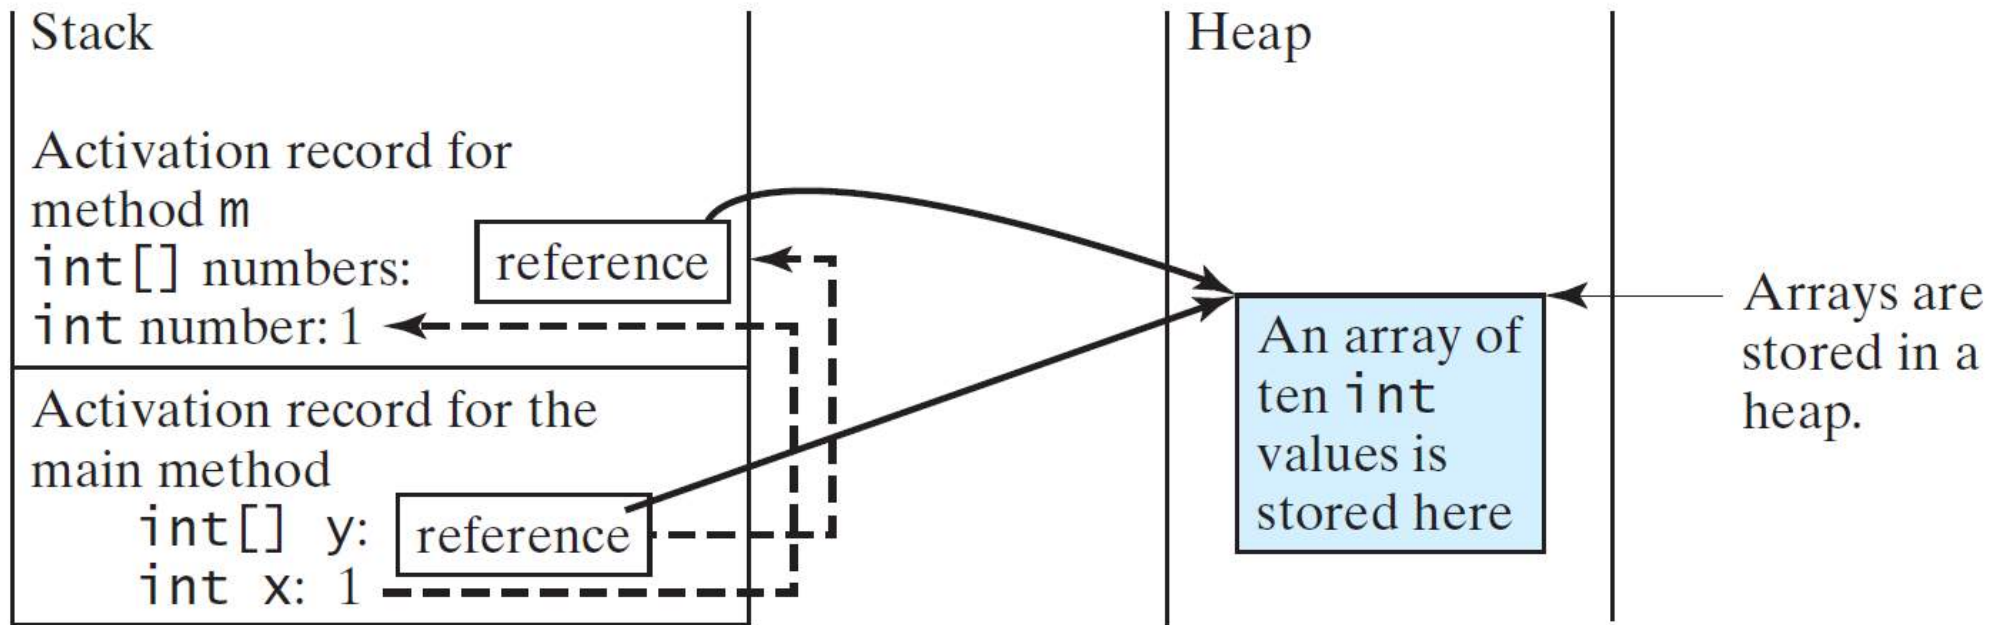 Stack
Activation record for
method m
int[] numbers: reference
int number: 1
Activation record for the
main method
int[] y: reference
int x: 1
Heap
An array of
ten int
values is
stored here
Arrays are
stored in a
heap.